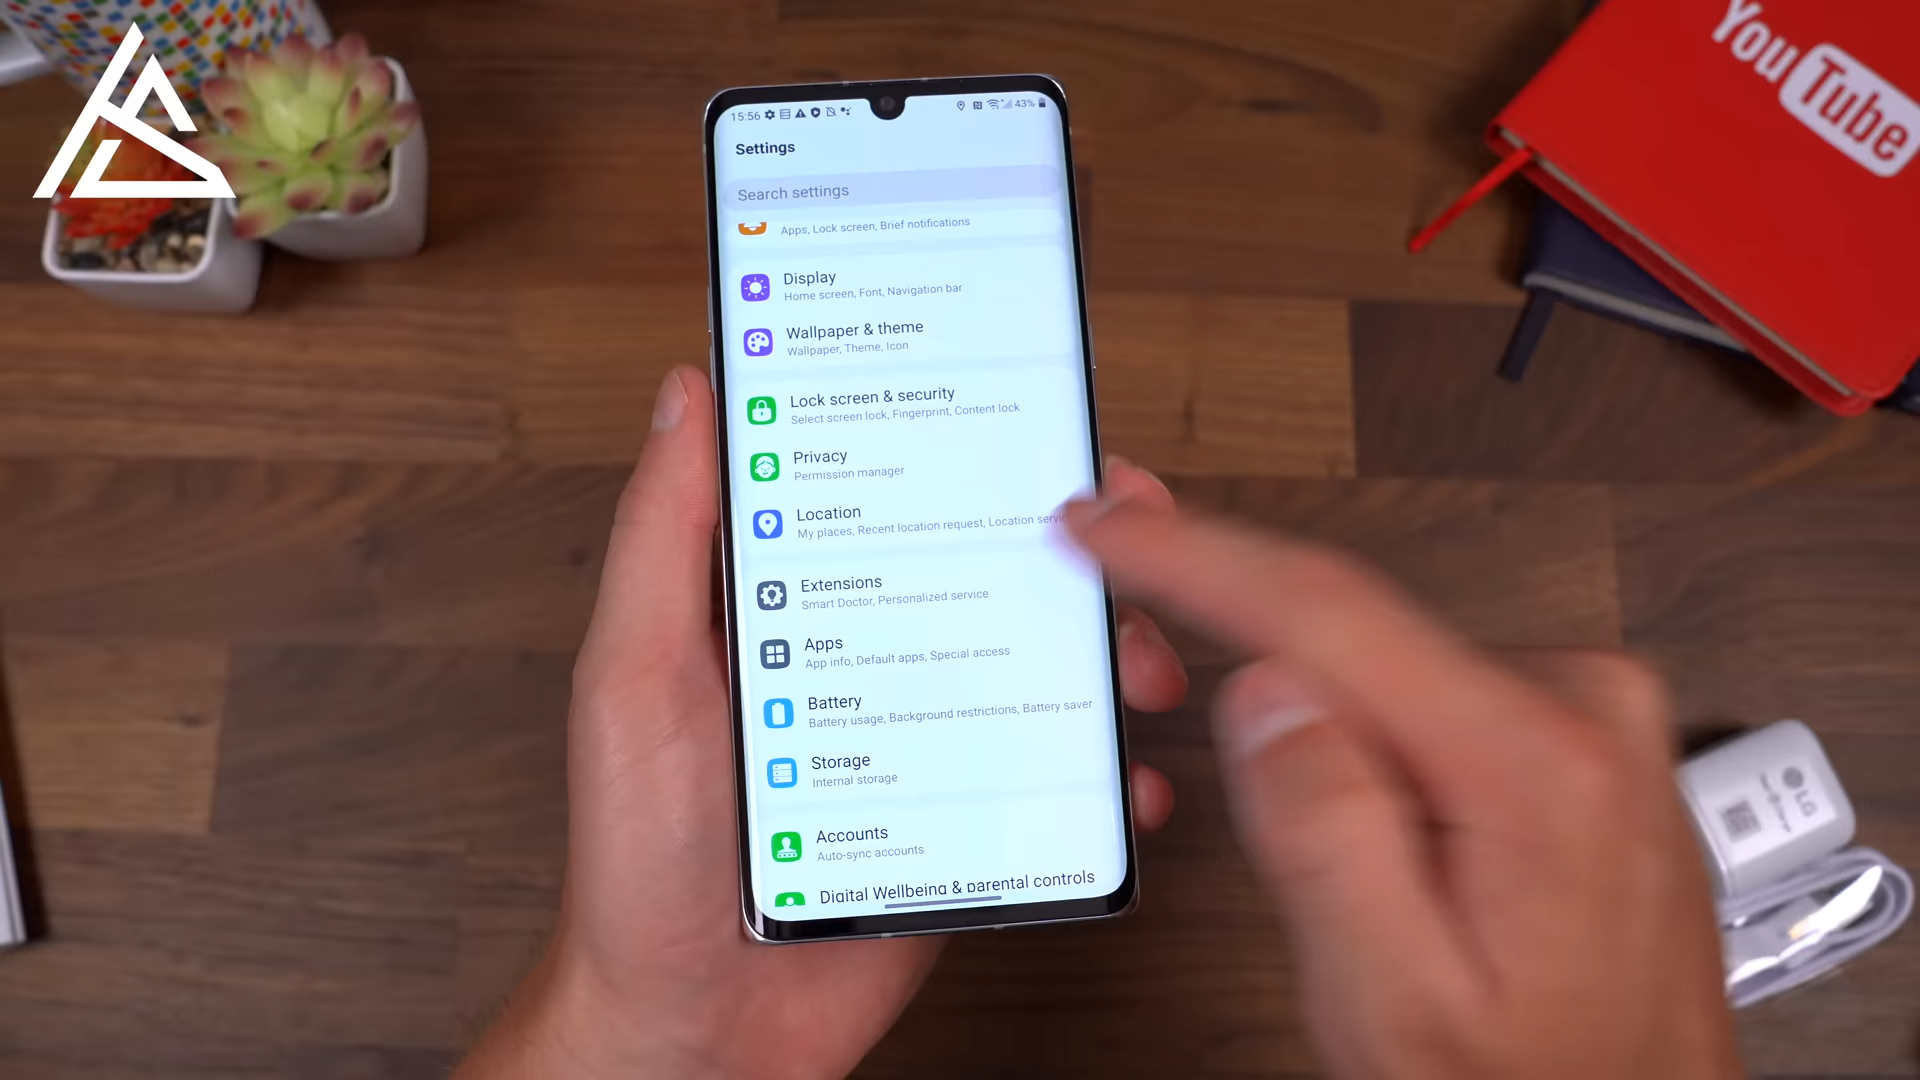 You
Tube
15:56
43%
Settings
Search settings
Apps, Lock screen, Brief notifications
Display
Home screen, Font, Navigation bar
Wallpaper & theme
Wallpaper, Theme, Icon
Lock screen & security
Select screen lock, Fingerprint, Content lock
Privacy
Permission manager
Location
My places, Recent location request, Location
Extensions
Smart Doctor, Personalized service
Apps
App info, Default apps, Special access
Battery
Battery usage, Background restrictions, Battery saver
Storage
Internal storage
Accounts
Auto-sync accounts
Digital Wellbeing & parental controls
LG